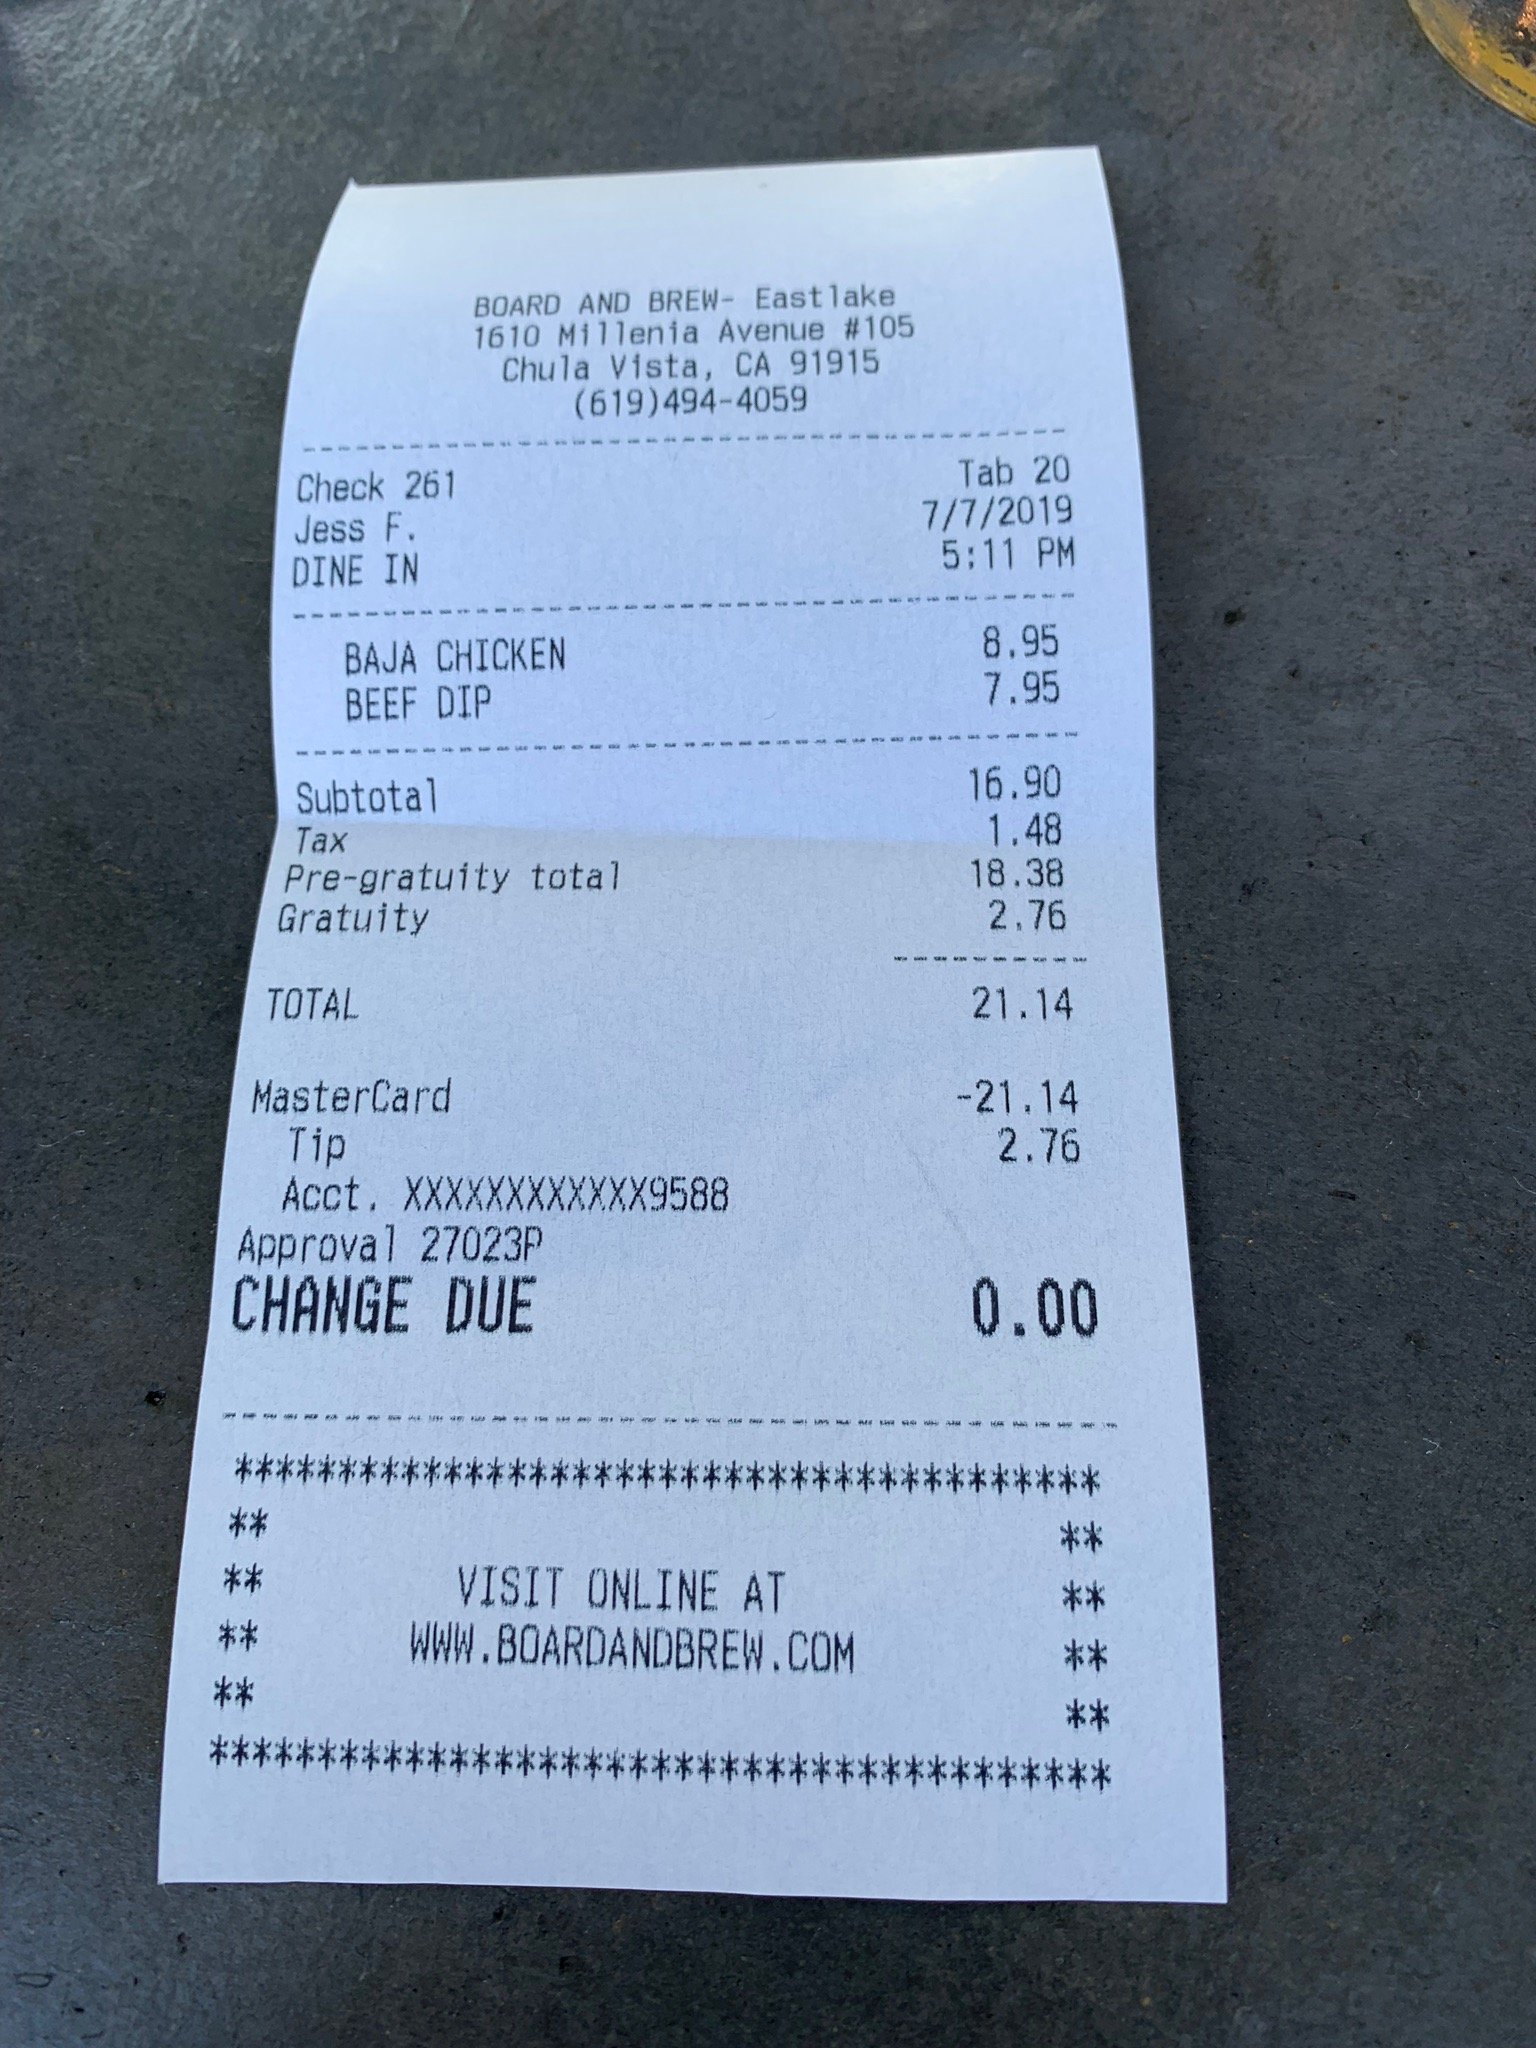 BOARD AND BREW- Eastlake
1610 Millenia Avenue #105
Chula Vista, CA 91915
(619)494-4059
Check 261 Tab 20
Jess F. 7/7/2019
DINE IN 5:11 PM
BAJA CHICKEN 8.95
BEEF DIP 7.95
Subtotal 16.90
Tax 1.48
Pre-gratuity total 18.38
Gratuity 2.76
TOTAL 21.14
MasterCard -21.14
Tip 2.76
Acct. XXXXXXXXXXXX9588
Approval 27023P
CHANGE DUE 0.00
VISIT ONLINE AT
WWW.BOARDANDBREW.COM